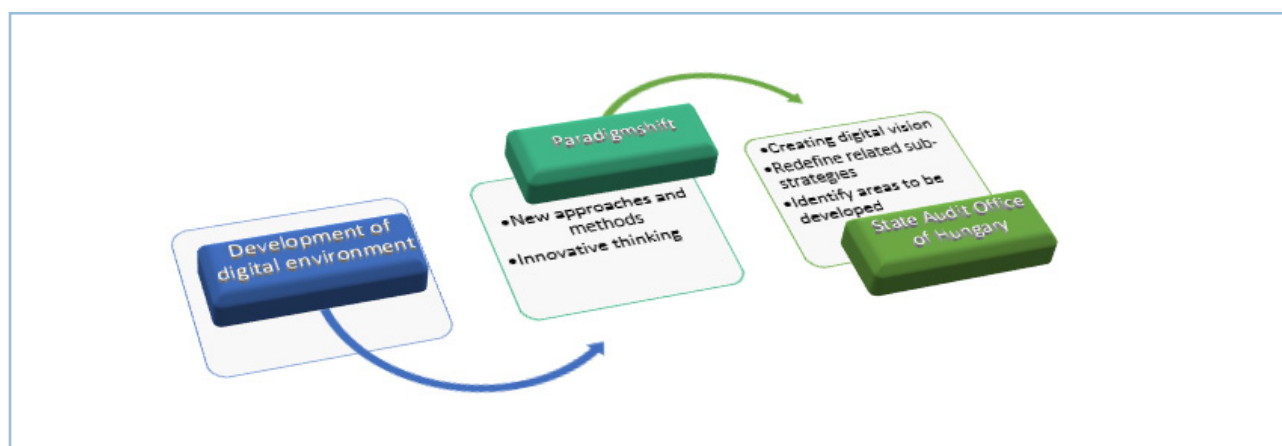 Development of
digital environment
Paradigmshift
•New approaches and
methods
•Innovative thinking
•Creating digital vision
•Redefine related sub-
strategies
•Identify areas to be
developed
State Audit Office
of Hungary